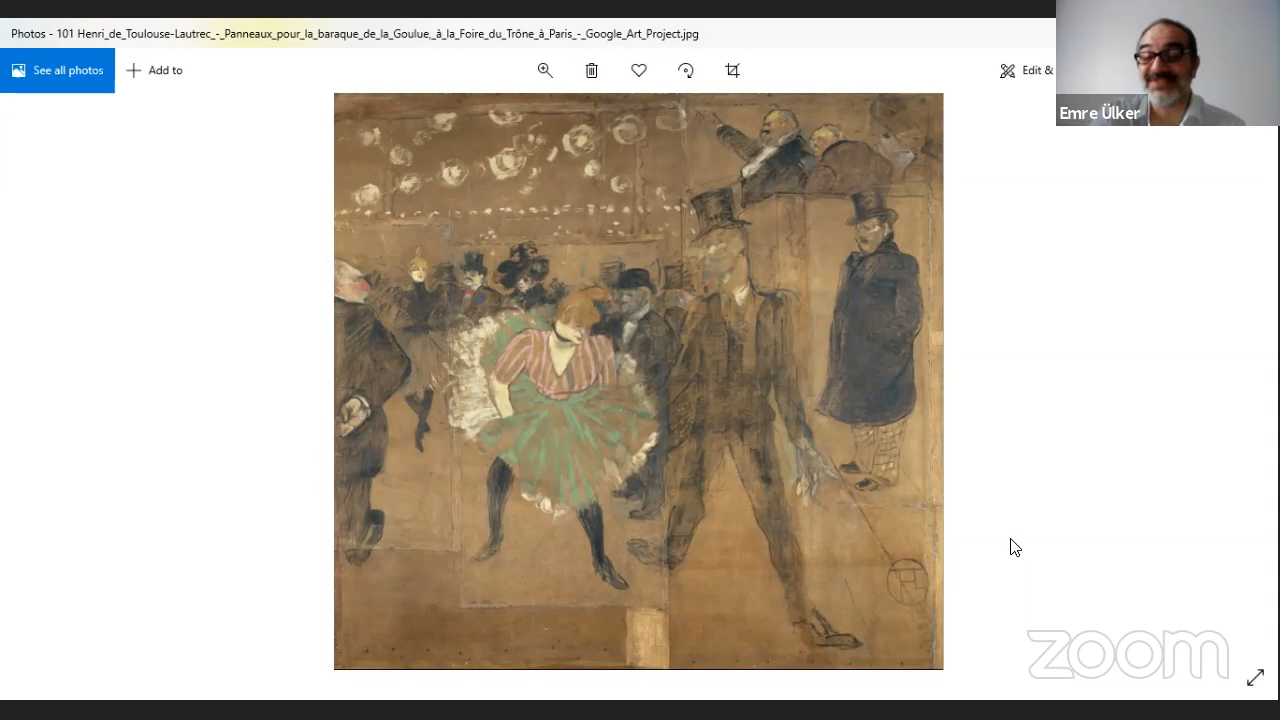 Photos - 101 Henri_de_Toulouse-Lautrec_-_Panneaux_pour_la_baraque_de_la_Goulue,_à_la_Foire_du_Trône_à_Paris_-_Google_Art_Project.jpg
See all photos
Add to
Edit &
Emre Ülker
zoom